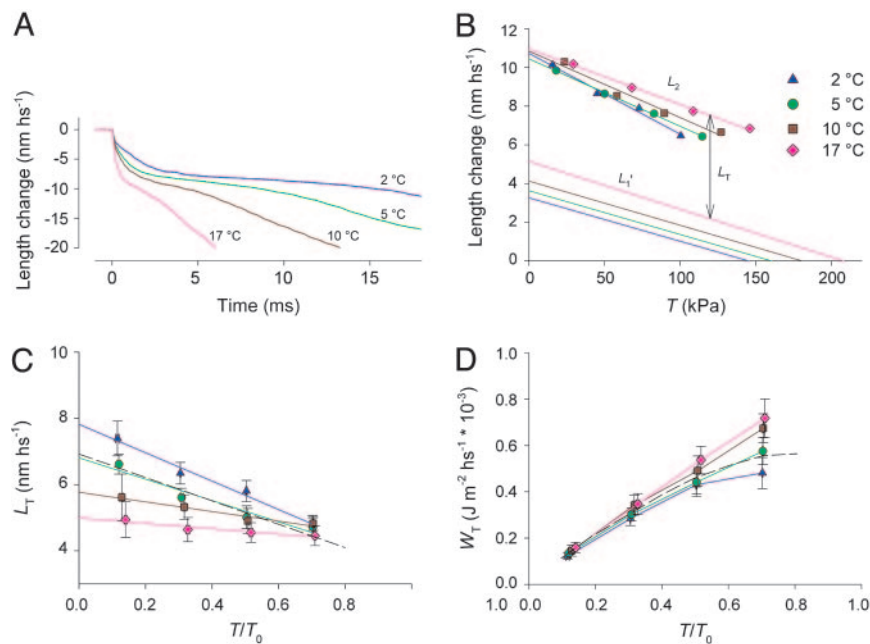 A
Length change (nm hs⁻¹)
0
-5
-10
-15
-20
2 °C
5 °C
10 °C
17 °C
0
5
10
15
Time (ms)
B
Length change (nm hs⁻¹)
12
10
8
6
4
2
0
L₂
L₁'
L_T
2 °C
5 °C
10 °C
17 °C
0
50
100
150
200
T (kPa)
C
L_T (nm hs⁻¹)
10
8
6
4
0.0
0.2
0.4
0.6
0.8
1.0
T/T₀
D
W_T (J m⁻² hs⁻¹ * 10⁻³)
1.0
0.8
0.6
0.4
0.2
0.0
0.0
0.2
0.4
0.6
0.8
1.0
T/T₀